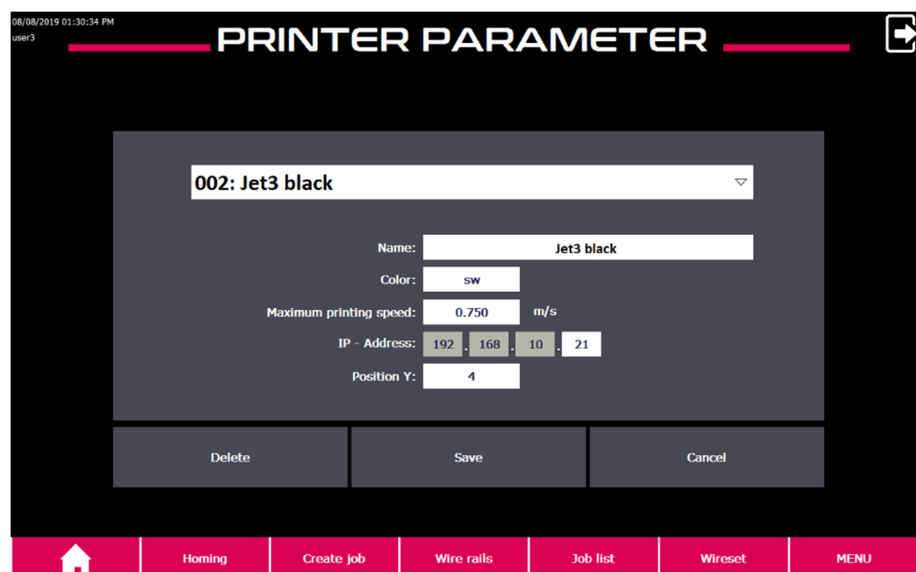 08/08/2019 01:30:34 PM
user3
PRINTER PARAMETER
002: Jet3 black
Name: Jet3 black
Color: sw
Maximum printing speed: 0.750 m/s
IP - Address: 192 . 168 . 10 . 21
Position Y: 4
Delete Save Cancel
Homing Create job Wire rails Job list Wireset MENU